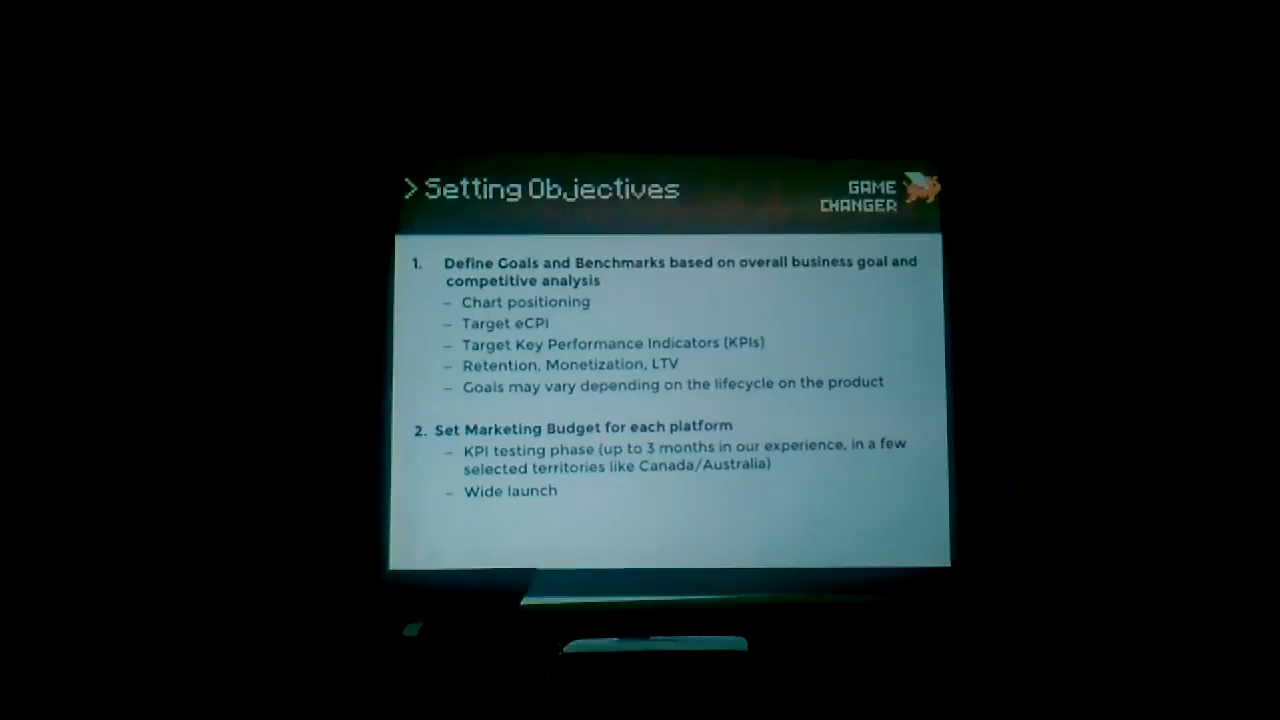 > Setting Objectives
GAME
CHANGER
1. Define Goals and Benchmarks based on overall business goal and
competitive analysis
– Chart positioning
– Target eCPI
– Target Key Performance Indicators (KPIs)
– Retention, Monetization, LTV
– Goals may vary depending on the lifecycle on the product
2. Set Marketing Budget for each platform
– KPI testing phase (up to 3 months in our experience, in a few
selected territories like Canada/Australia)
– Wide launch